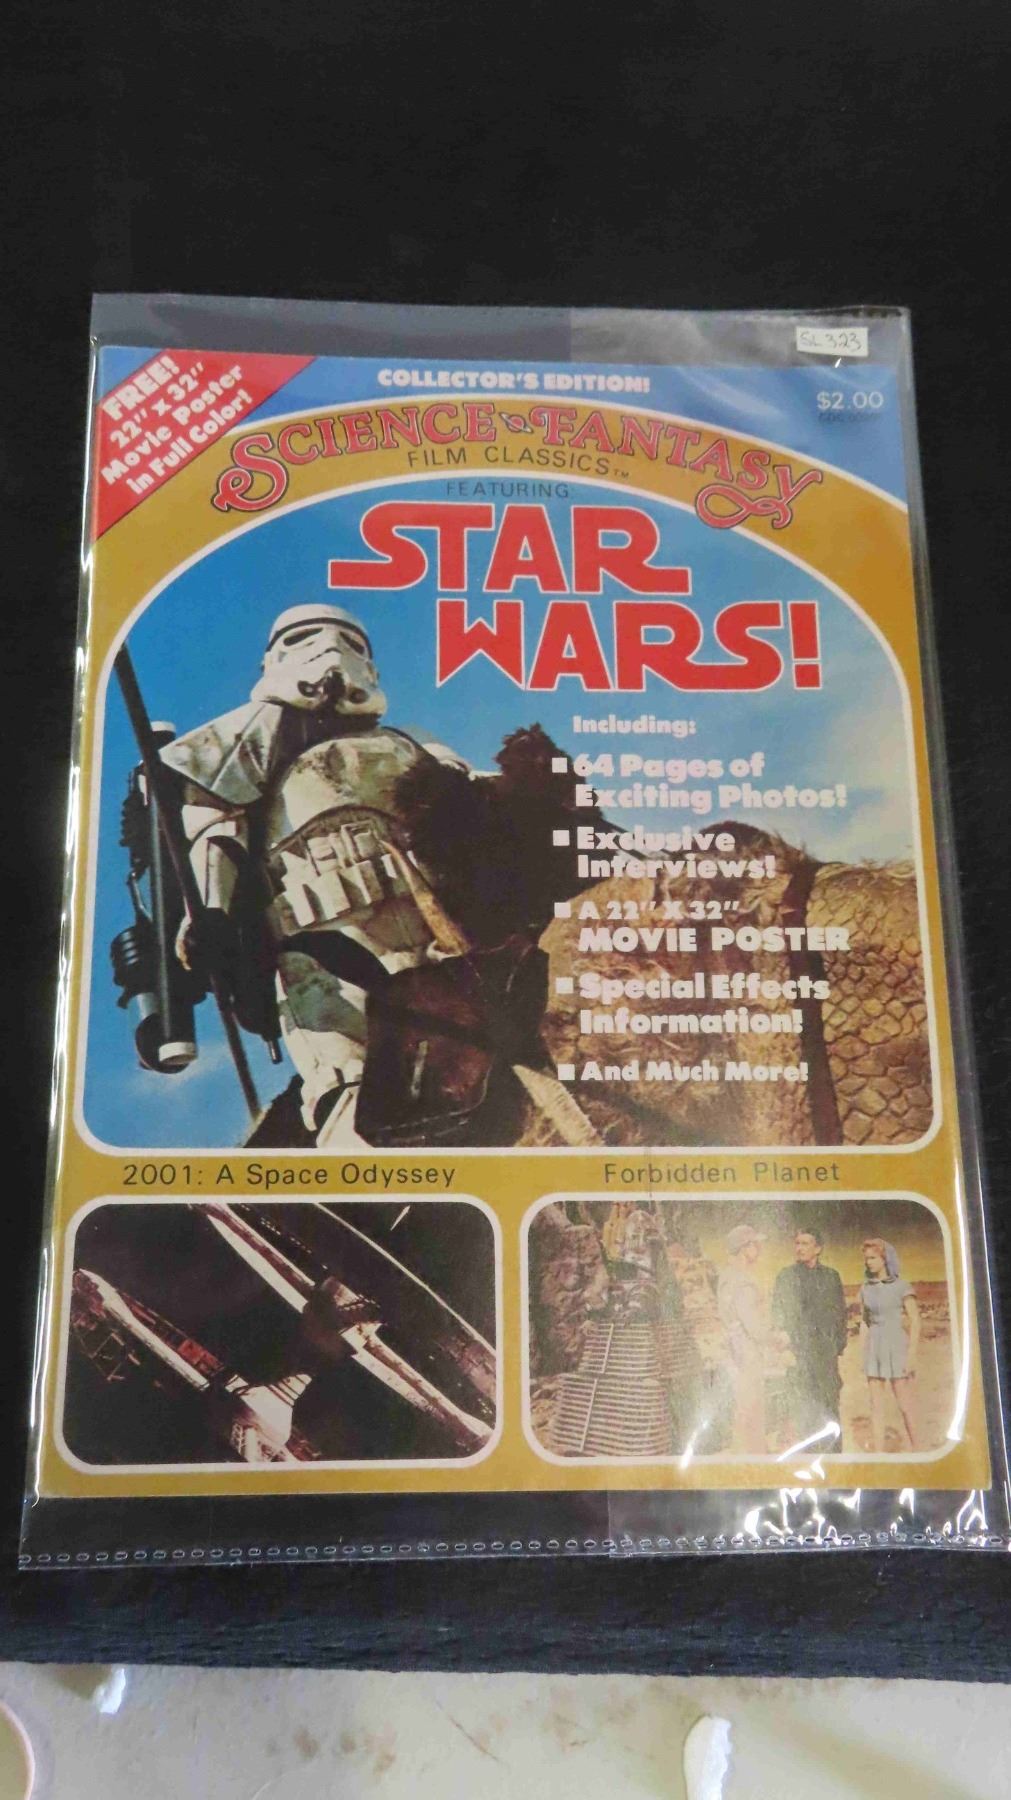 SL 323
FREE!
22" X 32"
Movie Poster
in Full Color!
COLLECTOR'S EDITION!
$2.00
SCIENCE FANTASY
FILM CLASSICS™
FEATURING:
STAR
WARS!
Including:
■ 64 Pages of
Exciting Photos!
■ Exclusive
Interviews!
■ A 22" X 32"
MOVIE POSTER
■ Special Effects
Information!
■ And Much More!
2001: A Space Odyssey
Forbidden Planet